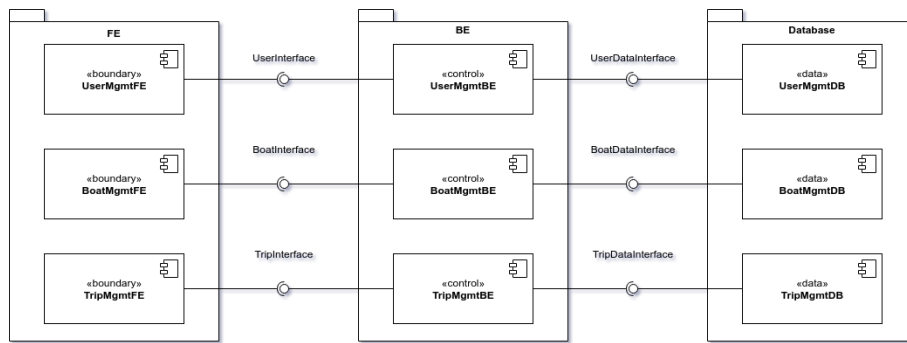 FE
BE
Database
UserInterface
UserDataInterface
«boundary»
UserMgmtFE
«control»
UserMgmtBE
«data»
UserMgmtDB
BoatInterface
BoatDataInterface
«boundary»
BoatMgmtFE
«control»
BoatMgmtBE
«data»
BoatMgmtDB
TripInterface
TripDataInterface
«boundary»
TripMgmtFE
«control»
TripMgmtBE
«data»
TripMgmtDB